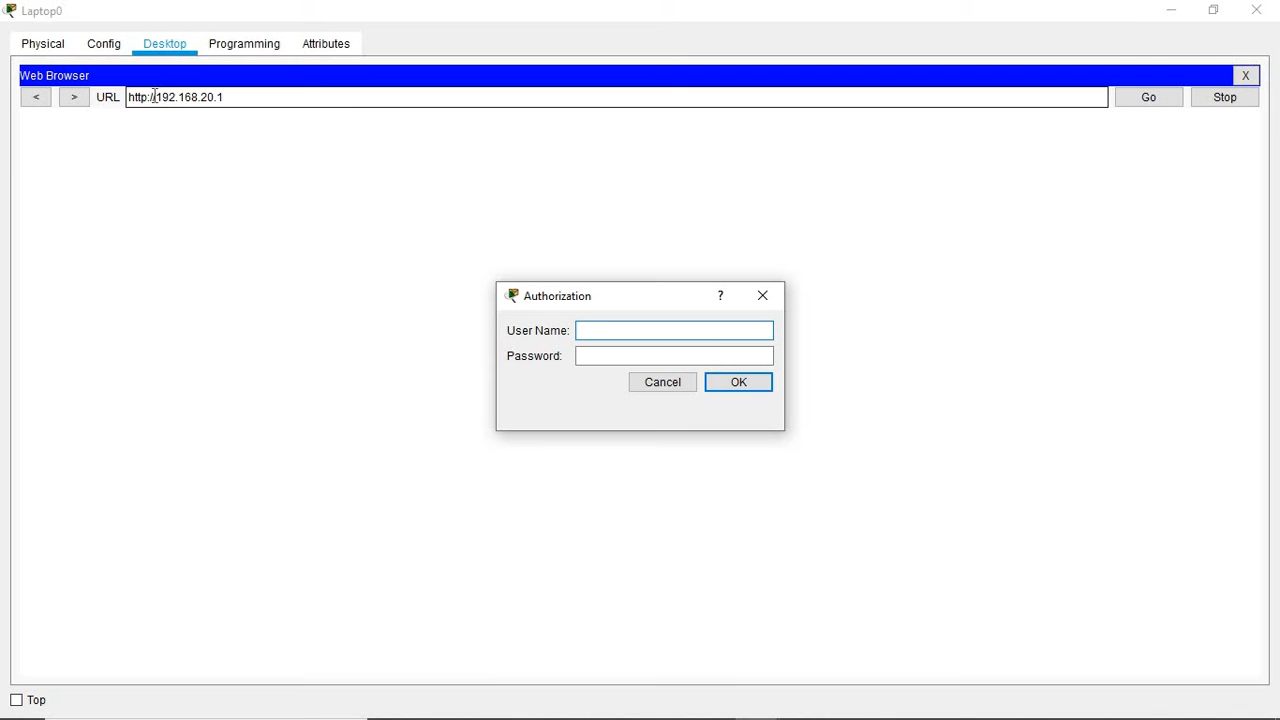 Laptop0
Physical Config Desktop Programming Attributes
Web Browser X
< > URL http://192.168.20.1 Go Stop
Authorization ?
User Name:
Password:
Cancel OK
Top